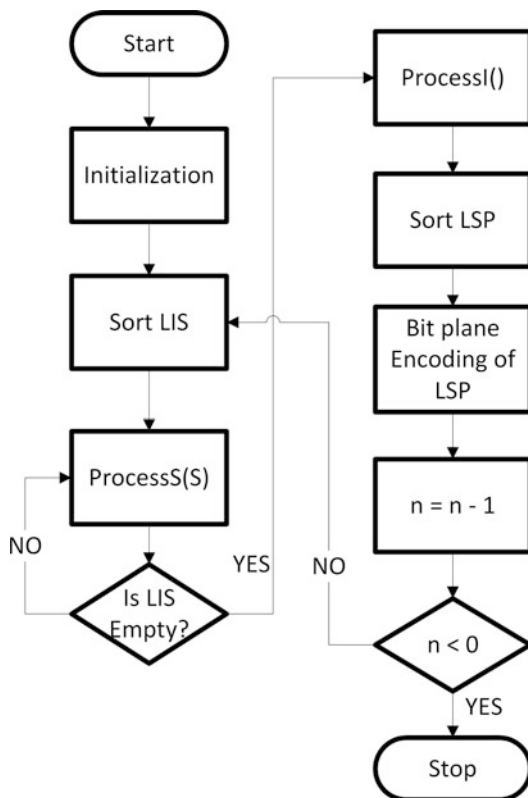 Start
Initialization
Sort LIS
ProcessS(S)
NO
Is LIS
Empty?
YES
ProcessI()
Sort LSP
Bit plane
Encoding of
LSP
n = n - 1
NO
n < 0
YES
Stop